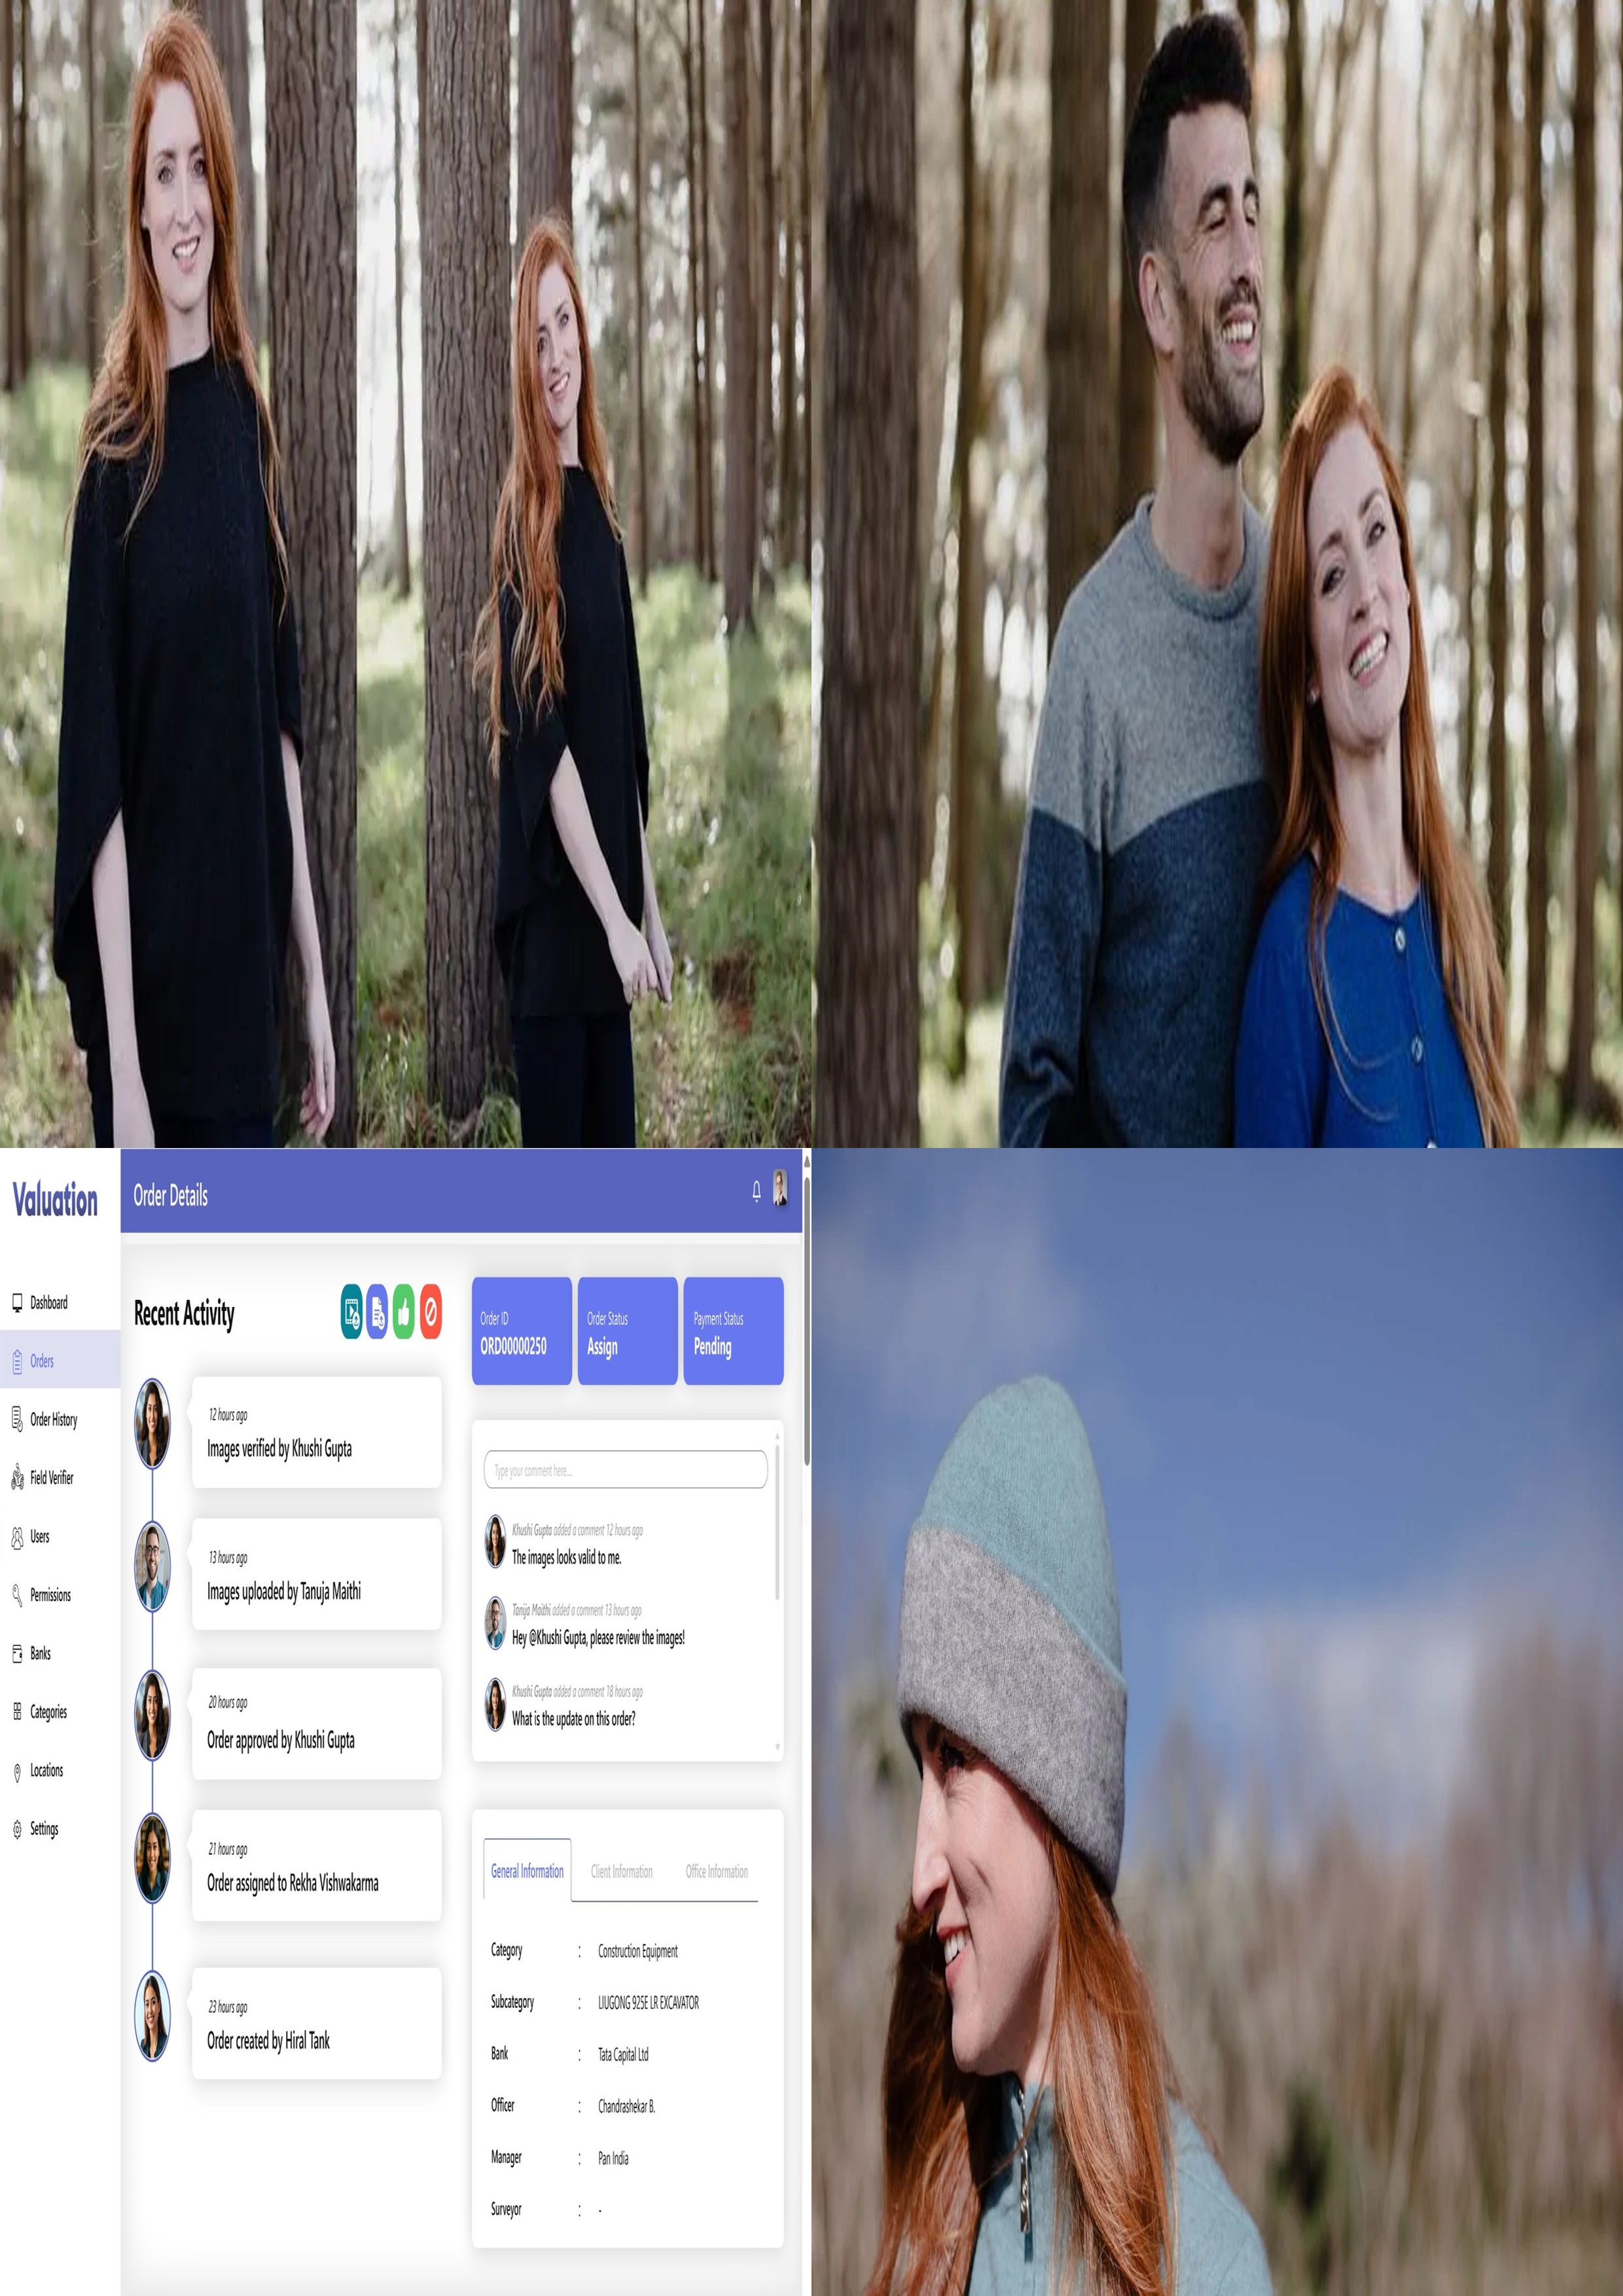 Valuation
Dashboard
Orders
Order History
Field Verifier
Users
Permissions
Banks
Categories
Locations
Settings
Order Details
Recent Activity
12 hours ago
Images verified by Khushi Gupta
13 hours ago
Images uploaded by Tanuja Maithi
20 hours ago
Order approved by Khushi Gupta
21 hours ago
Order assigned to Rekha Vishwakarma
23 hours ago
Order created by Hiral Tank
Order ID
ORD00000250
Order Status
Assign
Payment Status
Pending
Type your comment here...
Khushi Gupta added a comment 12 hours ago
The images looks valid to me.
Tanija Maithi added a comment 13 hours ago
Hey @Khushi Gupta, please review the images!
Khushi Gupta added a comment 18 hours ago
What is the update on this order?
General Information Client Information Office Information
Category : Construction Equipment
Subcategory : LIUGONG 925E LR EXCAVATOR
Bank : Tata Capital Ltd
Officer : Chandrashekar B.
Manager : Pan India
Surveyor : -